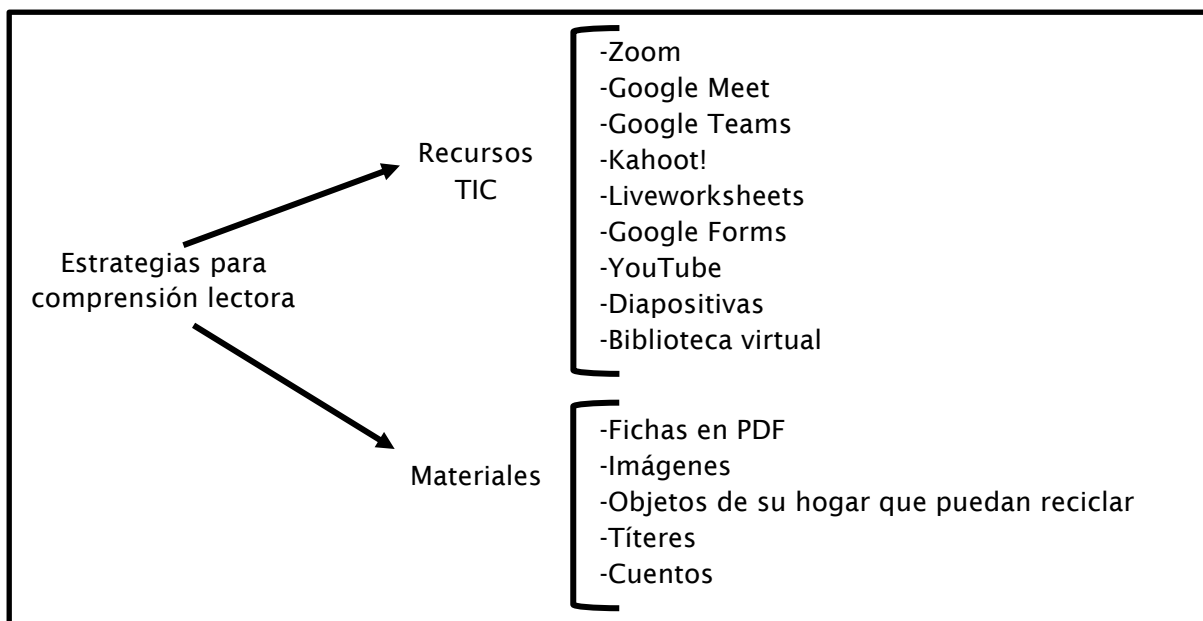 Estrategias para
comprensión lectora
Recursos
TIC
-Zoom
-Google Meet
-Google Teams
-Kahoot!
-Liveworksheets
-Google Forms
-YouTube
-Diapositivas
-Biblioteca virtual
Materiales
-Fichas en PDF
-Imágenes
-Objetos de su hogar que puedan reciclar
-Títeres
-Cuentos